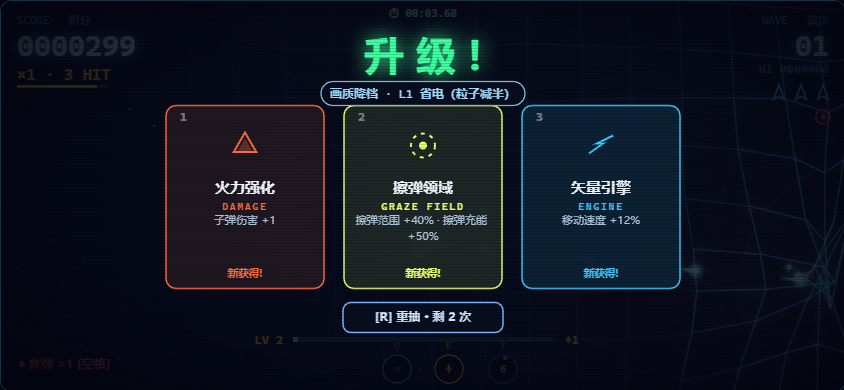 SCORE · 得分
00:03.68
WAVE · 波次
0000299
01
升级!
HI 0000000
×1 · 3 HIT
画质降档 · L1 省电 (粒子减半)
1
火力强化
DAMAGE
子弹伤害 +1
新获得!
2
擦弹领域
GRAZE FIELD
擦弹范围 +40% · 擦弹充能
+50%
新获得!
3
矢量引擎
ENGINE
移动速度 +12%
新获得!
[R] 重抽 · 剩 2 次
LV 2
+1
炸弹 ×1 [空格]
6